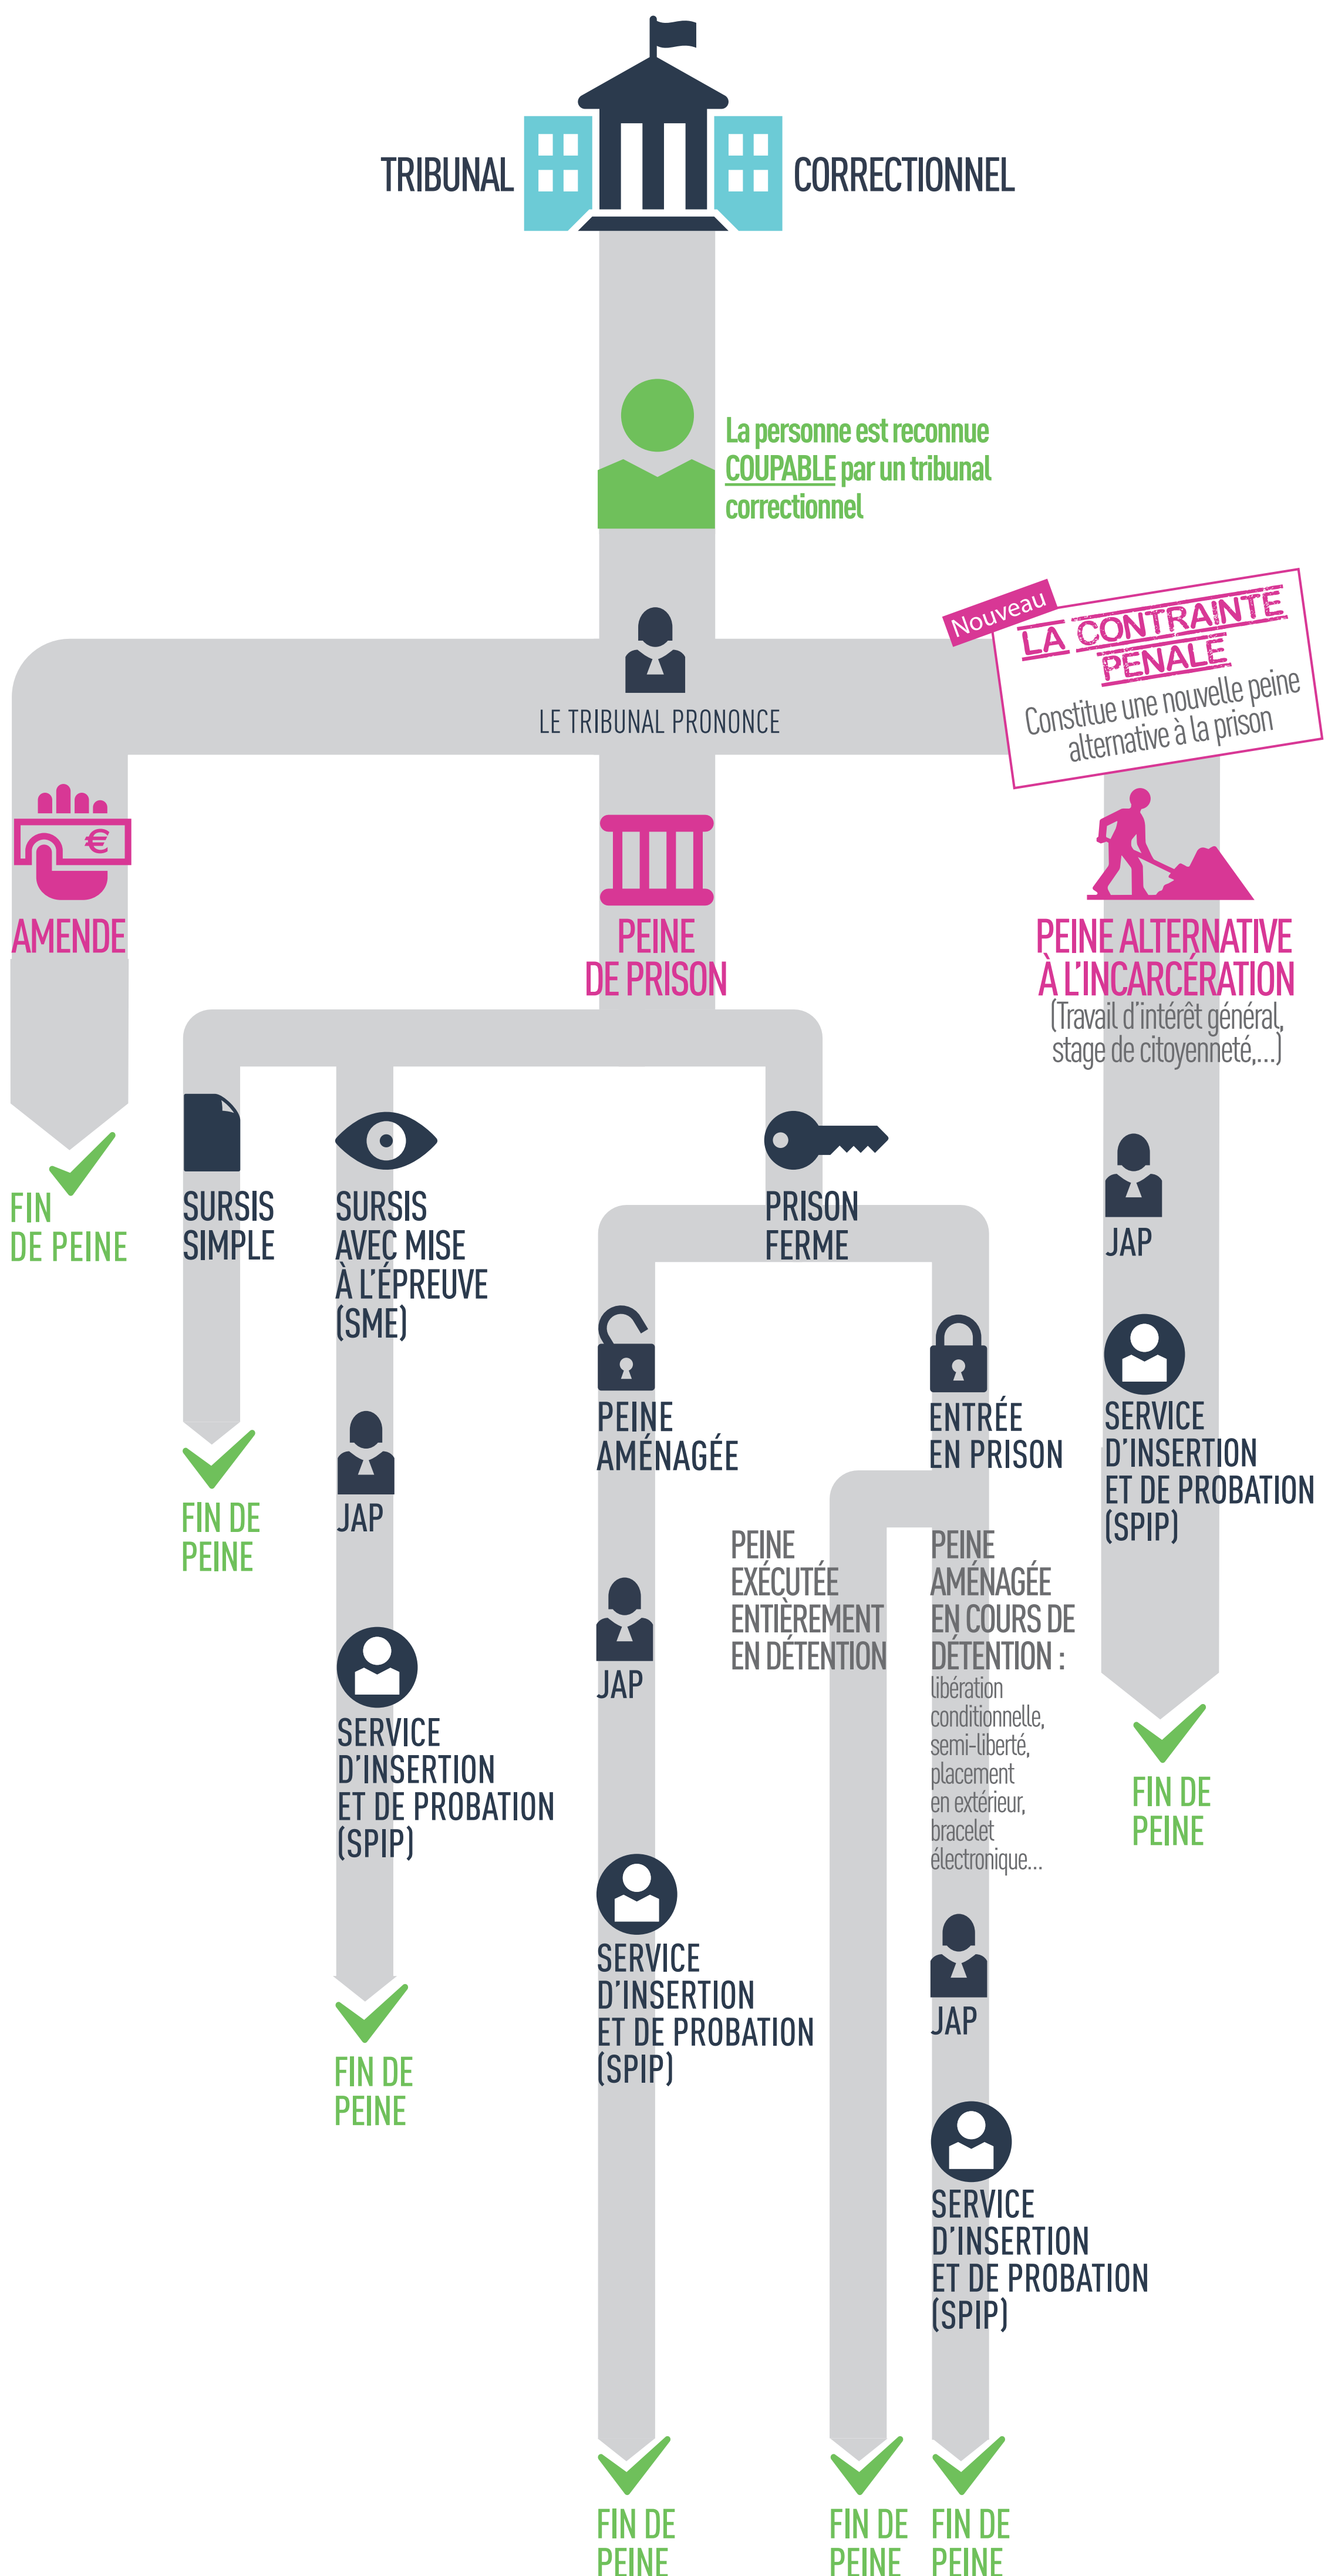 TRIBUNAL CORRECTIONNEL
La personne est reconnue
COUPABLE par un tribunal
correctionnel
Nouveau
LA CONTRAINTE
PENALE
Constitue une nouvelle peine
alternative à la prison
LE TRIBUNAL PRONONCE
€
AMENDE
FIN
DE PEINE
PEINE
DE PRISON
PEINE ALTERNATIVE
À L'INCARCÉRATION
(Travail d'intérêt général,
stage de citoyenneté,...)
SURSIS
SIMPLE
FIN DE
PEINE
SURSIS
AVEC MISE
À L'ÉPREUVE
(SME)
JAP
SERVICE
D'INSERTION
ET DE PROBATION
(SPIP)
FIN DE
PEINE
PRISON
FERME
PEINE
AMÉNAGÉE
JAP
SERVICE
D'INSERTION
ET DE PROBATION
(SPIP)
FIN DE
PEINE
ENTRÉE
EN PRISON
PEINE
EXÉCUTÉE
ENTIÈREMENT
EN DÉTENTION
FIN DE
PEINE
PEINE
AMÉNAGÉE
EN COURS DE
DÉTENTION :
libération
conditionnelle,
semi-liberté,
placement
en extérieur,
bracelet
électronique...
JAP
SERVICE
D'INSERTION
ET DE PROBATION
(SPIP)
FIN DE
PEINE
JAP
SERVICE
D'INSERTION
ET DE PROBATION
(SPIP)
FIN DE
PEINE